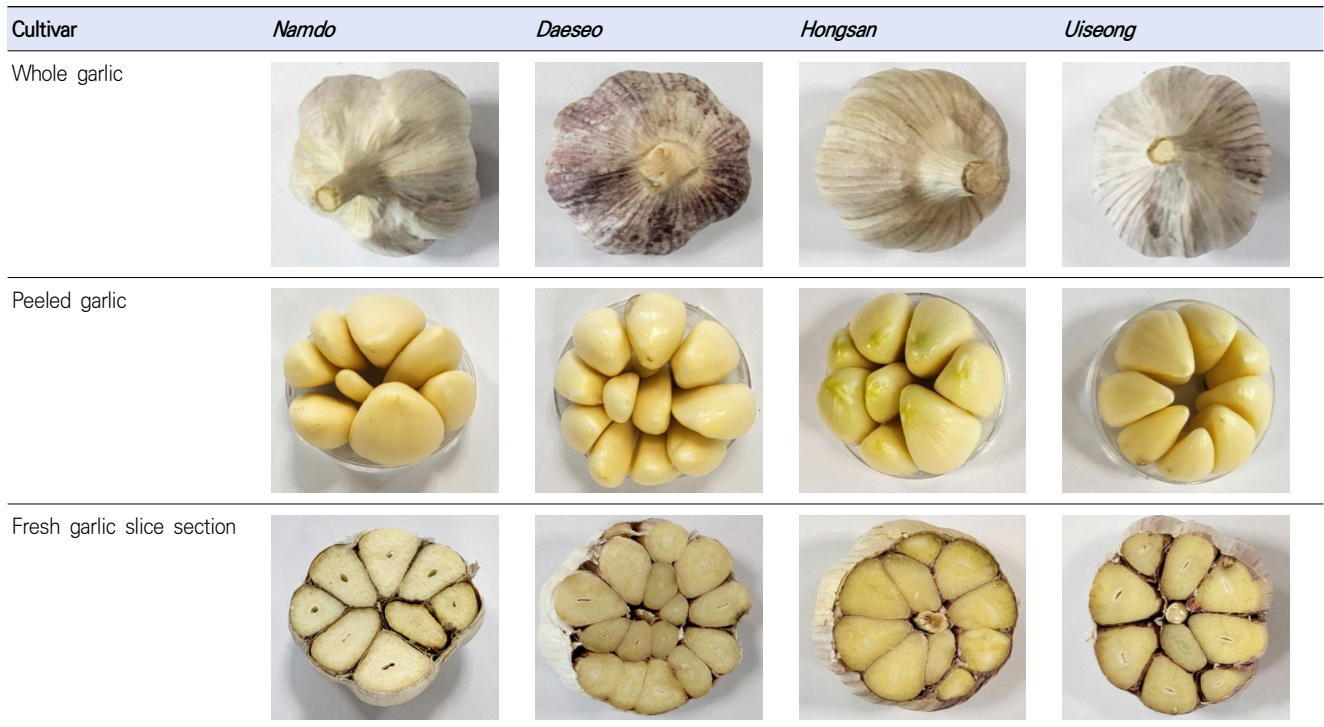 Cultivar Namdo Daeseo Hongsan Uiseong
Whole garlic
Peeled garlic
Fresh garlic slice section